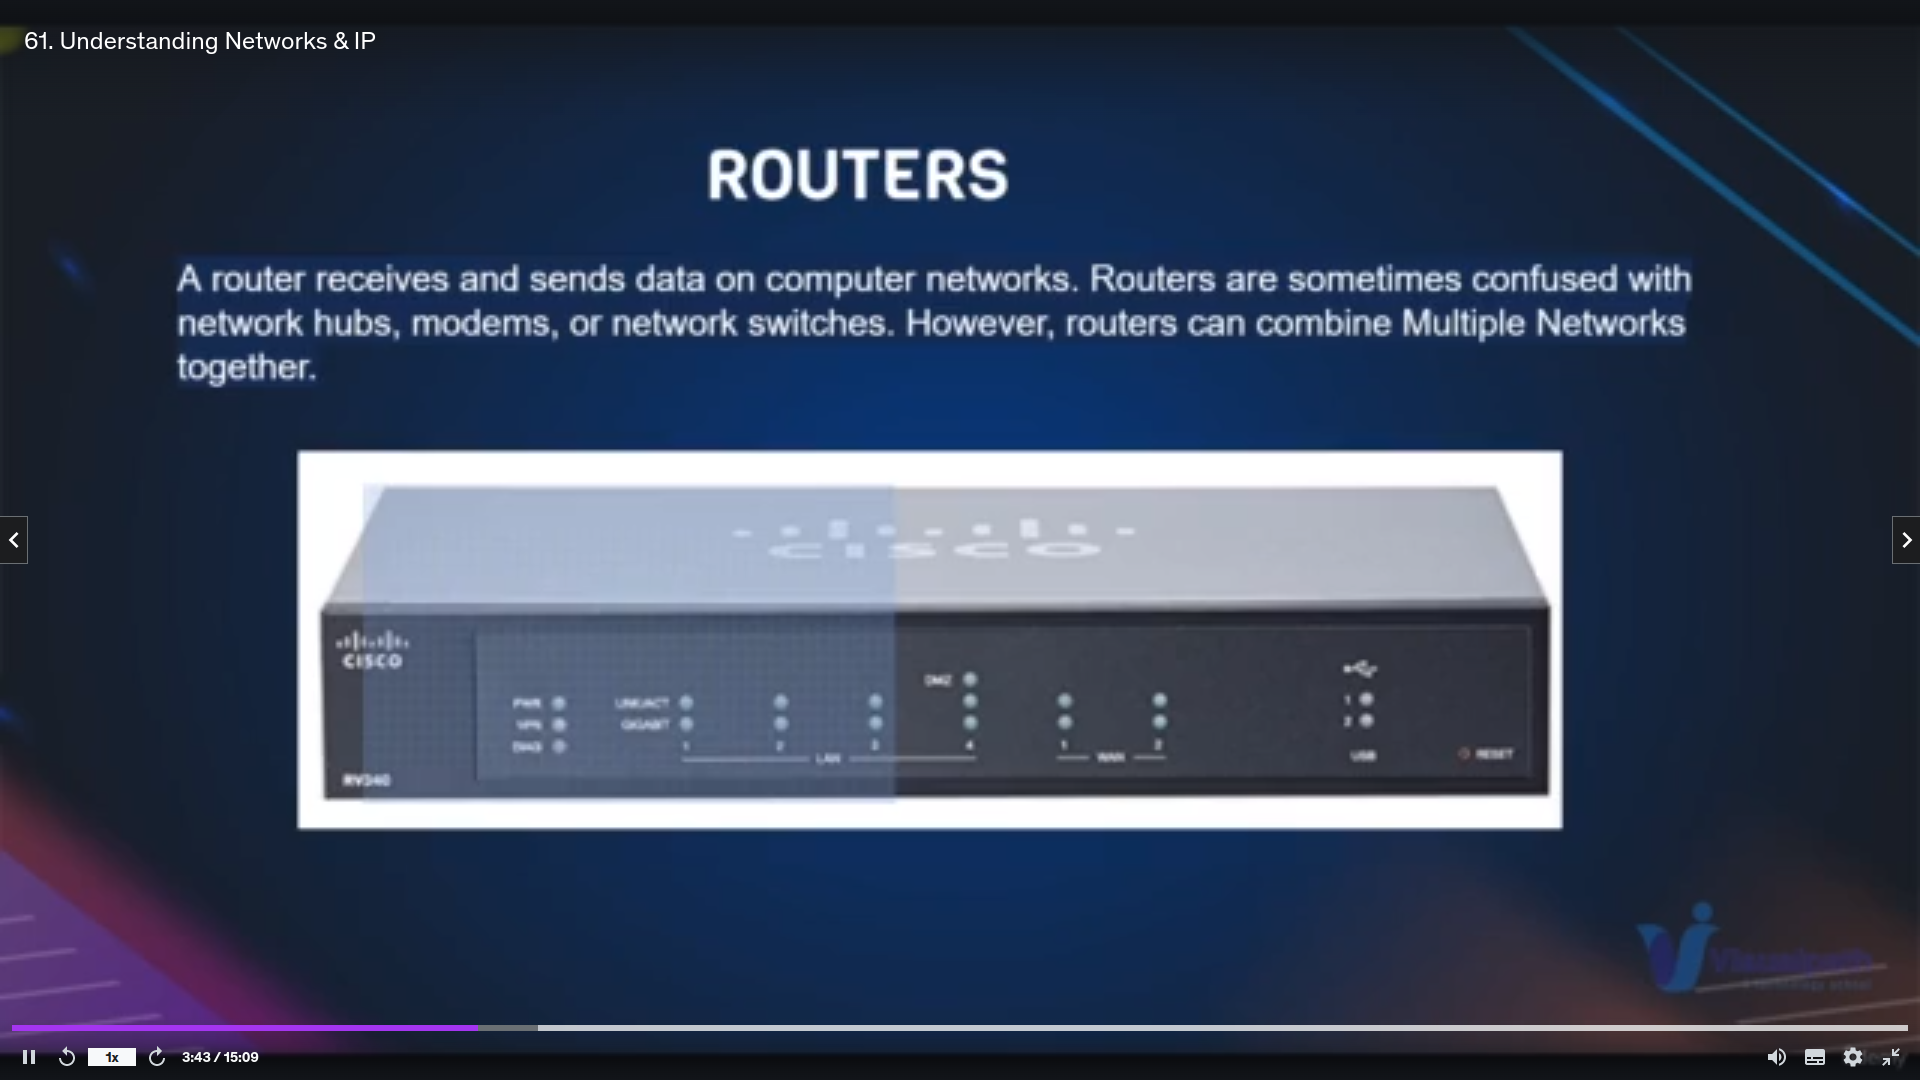 61. Understanding Networks & IP
ROUTERS
A router receives and sends data on computer networks. Routers are sometimes confused with
network hubs, modems, or network switches. However, routers can combine Multiple Networks
together.
CISCO
CISCO
DMZ
PWR LINK/ACT 1
VPN GIGABIT 2
DIAG 1 2 3 4 1 2
LAN WAN USB RESET
RV340
1x 3:43 / 15:09